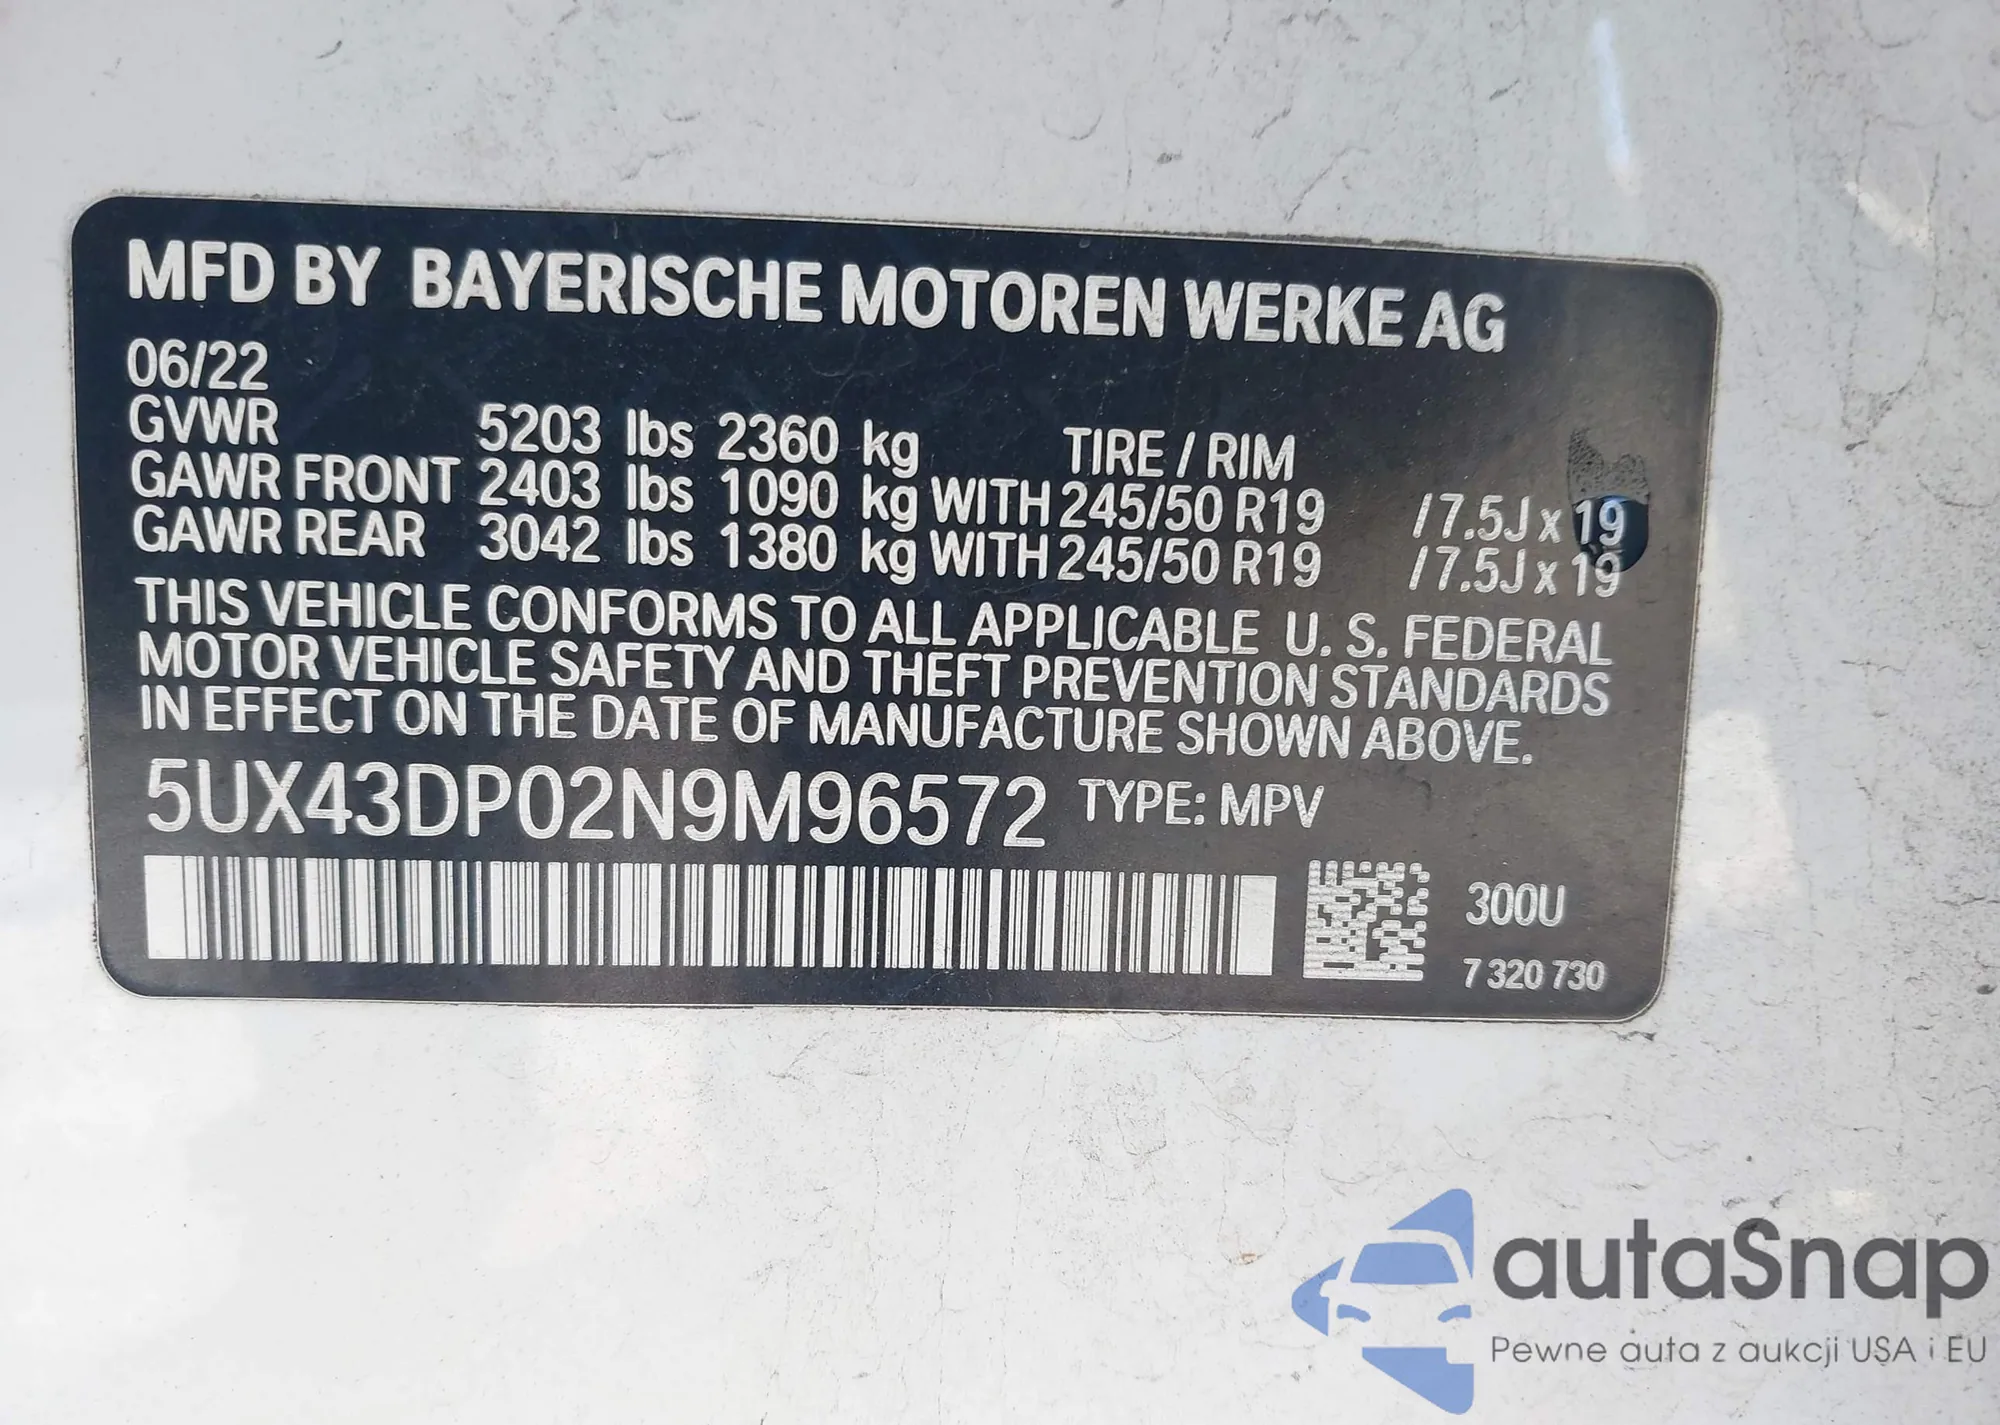 MFD BY BAYERISCHE MOTOREN WERKE AG
06/22
GVWR 5203 lbs 2360 kg TIRE / RIM
GAWR FRONT 2403 lbs 1090 kg WITH 245/50 R19 / 7.5J x 19
GAWR REAR 3042 lbs 1380 kg WITH 245/50 R19 / 7.5J x 19
THIS VEHICLE CONFORMS TO ALL APPLICABLE U. S. FEDERAL
MOTOR VEHICLE SAFETY AND THEFT PREVENTION STANDARDS
IN EFFECT ON THE DATE OF MANUFACTURE SHOWN ABOVE.
5UX43DP02N9M96572 TYPE: MPV
300U
7 320 730
autaSnap
Pewne auta z aukcji USA i EU